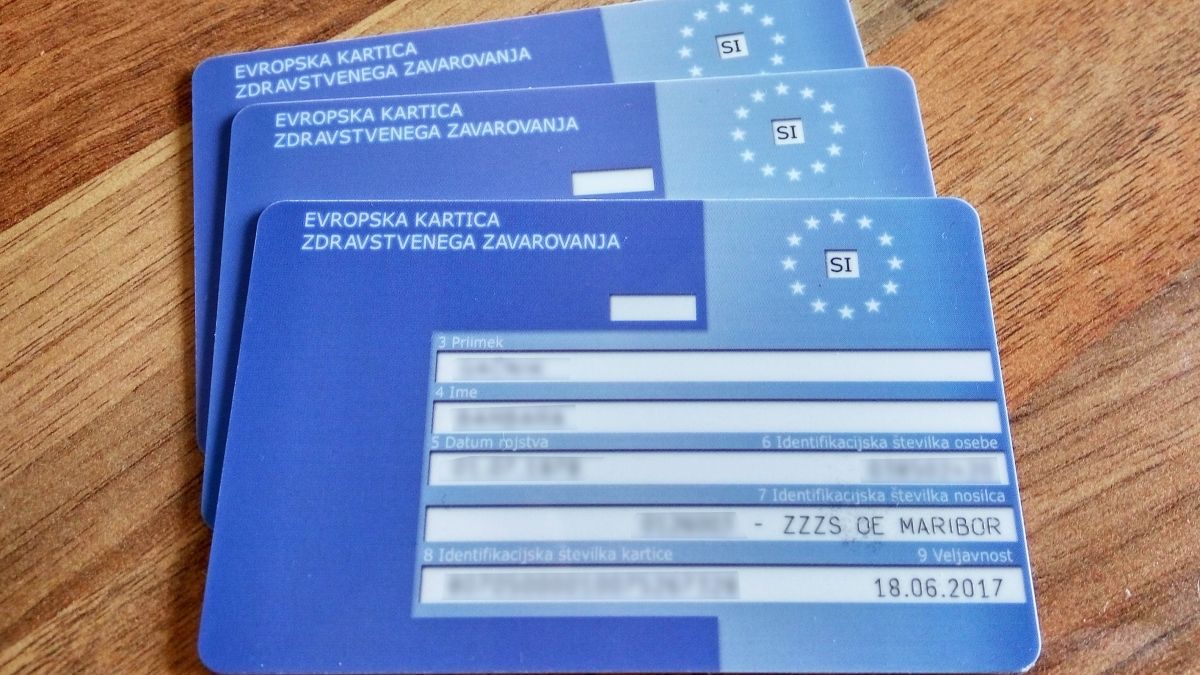 EVROPSKA KARTICA
ZDRAVSTVENEGA ZAVAROVANJA
SI
EVROPSKA KARTICA
ZDRAVSTVENEGA ZAVAROVANJA
SI
EVROPSKA KARTICA
ZDRAVSTVENEGA ZAVAROVANJA
SI
3 Priimek
4 Ime
5 Datum rojstva 6 Identifikacijska številka osebe
7 Identifikacijska številka nosilca
- ZZZS OE MARIBOR
8 Identifikacijska številka kartice 9 Veljavnost
18.06.2017